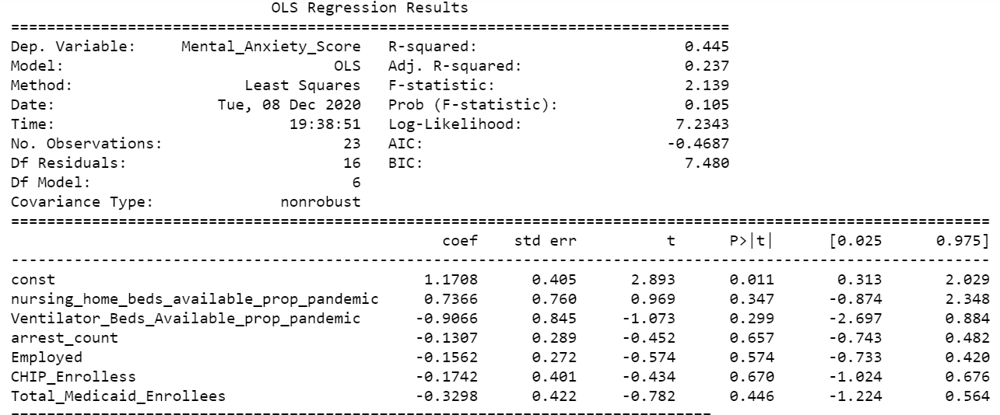 OLS Regression Results
==============================================================================
Dep. Variable: Mental_Anxiety_Score R-squared: 0.445
Model: OLS Adj. R-squared: 0.237
Method: Least Squares F-statistic: 2.139
Date: Tue, 08 Dec 2020 Prob (F-statistic): 0.105
Time: 19:38:51 Log-Likelihood: 7.2343
No. Observations: 23 AIC: -0.4687
Df Residuals: 16 BIC: 7.480
Df Model: 6
Covariance Type: nonrobust
==============================================================================================================
coef std err t P>|t| [0.025 0.975]
--------------------------------------------------------------------------------------------------------------
const 1.1708 0.405 2.893 0.011 0.313 2.029
nursing_home_beds_available_prop_pandemic 0.7366 0.760 0.969 0.347 -0.874 2.348
Ventilator_Beds_Available_prop_pandemic -0.9066 0.845 -1.073 0.299 -2.697 0.884
arrest_count -0.1307 0.289 -0.452 0.657 -0.743 0.482
Employed -0.1562 0.272 -0.574 0.574 -0.733 0.420
CHIP_Enrolless -0.1742 0.401 -0.434 0.670 -1.024 0.676
Total_Medicaid_Enrollees -0.3298 0.422 -0.782 0.446 -1.224 0.564
------------------------------------------------------------------------------